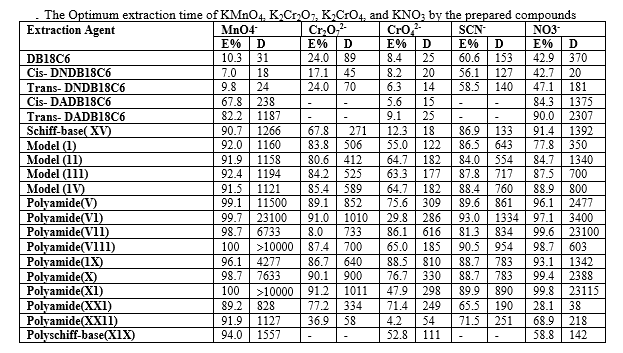 . The Optimum extraction time of KMnO₄, K₂Cr₂O₇, K₂CrO₄, and KNO₃ by the prepared compounds
Extraction Agent MnO4⁻ Cr₂O₇²⁻ CrO₄²⁻ SCN⁻ NO3⁻
E% D E% D E% D E% D E% D
DB18C6 10.3 31 24.0 89 8.4 25 60.6 153 42.9 370
Cis- DNDB18C6 7.0 18 17.1 45 8.2 20 56.1 127 42.7 20
Trans- DNDB18C6 9.8 24 24.0 70 6.3 14 58.5 140 47.1 181
Cis- DADB18C6 67.8 238 - - 5.6 15 - - 84.3 1375
Trans- DADB18C6 82.2 1187 - - 9.1 25 - - 90.0 2307
Schiff-base( XV) 90.7 1266 67.8 271 12.3 18 86.9 133 91.4 1392
Model (1) 92.0 1160 83.8 506 55.0 122 86.5 643 77.8 350
Model (11) 91.9 1158 80.6 412 64.7 182 84.0 554 84.7 1340
Model (111) 92.4 1194 84.2 525 63.3 177 87.8 717 87.5 700
Model (1V) 91.5 1121 85.4 589 64.7 182 88.4 760 88.9 800
Polyamide(V) 99.1 11500 89.1 852 75.6 309 89.6 861 96.1 2477
Polyamide(V1) 99.7 23100 91.0 1010 29.8 286 93.0 1334 97.1 3400
Polyamide(V11) 98.7 6733 8.0 733 86.1 616 81.3 834 99.6 23100
Polyamide(V111) 100 >10000 87.4 700 65.0 185 90.5 954 98.7 603
Polyamide(1X) 96.1 4277 86.7 640 88.5 810 88.7 783 93.1 1342
Polyamide(X) 98.7 7633 90.1 900 76.7 330 88.7 783 99.4 2388
Polyamide(X1) 100 >10000 91.2 1011 47.9 298 89.9 890 99.8 23115
Polyamide(XX1) 89.2 828 77.2 334 71.4 249 65.5 190 28.1 38
Polyamide(XX11) 91.9 1127 36.9 58 4.2 54 71.5 251 68.9 218
Polyschiff-base(X1X) 94.0 1557 - - 52.8 111 - - 58.8 142